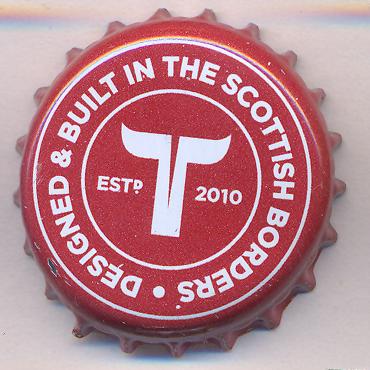 DESIGNED & BUILT IN THE SCOTTISH BORDERS •
T
ESTD 2010